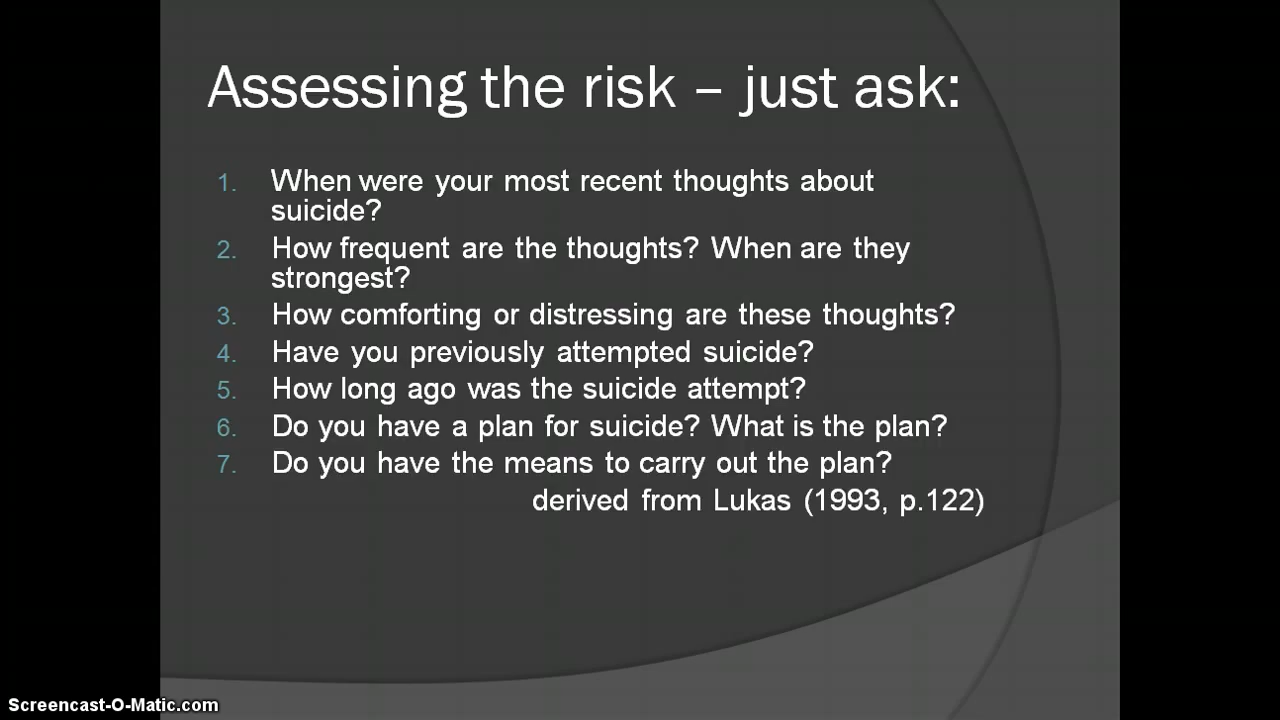 Assessing the risk – just ask:
1. When were your most recent thoughts about
suicide?
2. How frequent are the thoughts? When are they
strongest?
3. How comforting or distressing are these thoughts?
4. Have you previously attempted suicide?
5. How long ago was the suicide attempt?
6. Do you have a plan for suicide? What is the plan?
7. Do you have the means to carry out the plan?
derived from Lukas (1993, p.122)
Screencast-O-Matic.com